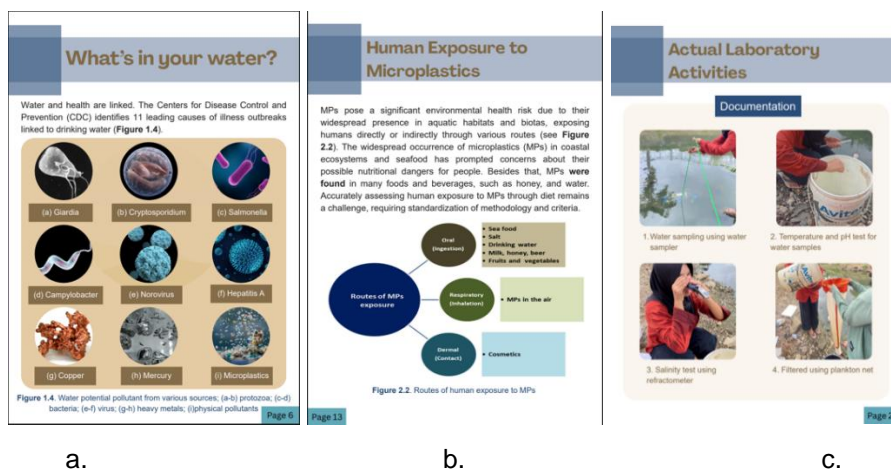 What's in your water?
Water and health are linked. The Centers for Disease Control and
Prevention (CDC) identifies 11 leading causes of illness outbreaks
linked to drinking water (Figure 1.4).
(a) Giardia
(b) Cryptosporidium
(c) Salmonella
(d) Campylobacter
(e) Norovirus
(f) Hepatitis A
(g) Copper
(h) Mercury
(i) Microplastics
Figure 1.4. Water potential pollutant from various sources; (a-b) protozoa; (c-d)
bacteria; (e-f) virus; (g-h) heavy metals; (i)physical pollutants
Page 6
Human Exposure to
Microplastics
MPs pose a significant environmental health risk due to their
widespread presence in aquatic habitats and biotas, exposing
humans directly or indirectly through various routes (see Figure
2.2). The widespread occurrence of microplastics (MPs) in coastal
ecosystems and seafood has prompted concerns about their
possible nutritional dangers for people. Besides that, MPs were
found in many foods and beverages, such as honey, and water.
Accurately assessing human exposure to MPs through diet remains
a challenge, requiring standardization of methodology and criteria.
Routes of MPs
exposure
Oral
(Ingestion)
• Sea food
• Salt
• Drinking water
• Milk, honey, beer
• Fruits and vegetables
Respiratory
(Inhalation)
• MPs in the air
Dermal
(Contact)
• Cosmetics
Figure 2.2. Routes of human exposure to MPs
Page 13
Actual Laboratory
Activities
Documentation
1. Water sampling using water
sampler
2. Temperature and pH test for
water samples
3. Salinity test using
refractometer
4. Filtered using plankton net
Page 2
a.
b.
c.